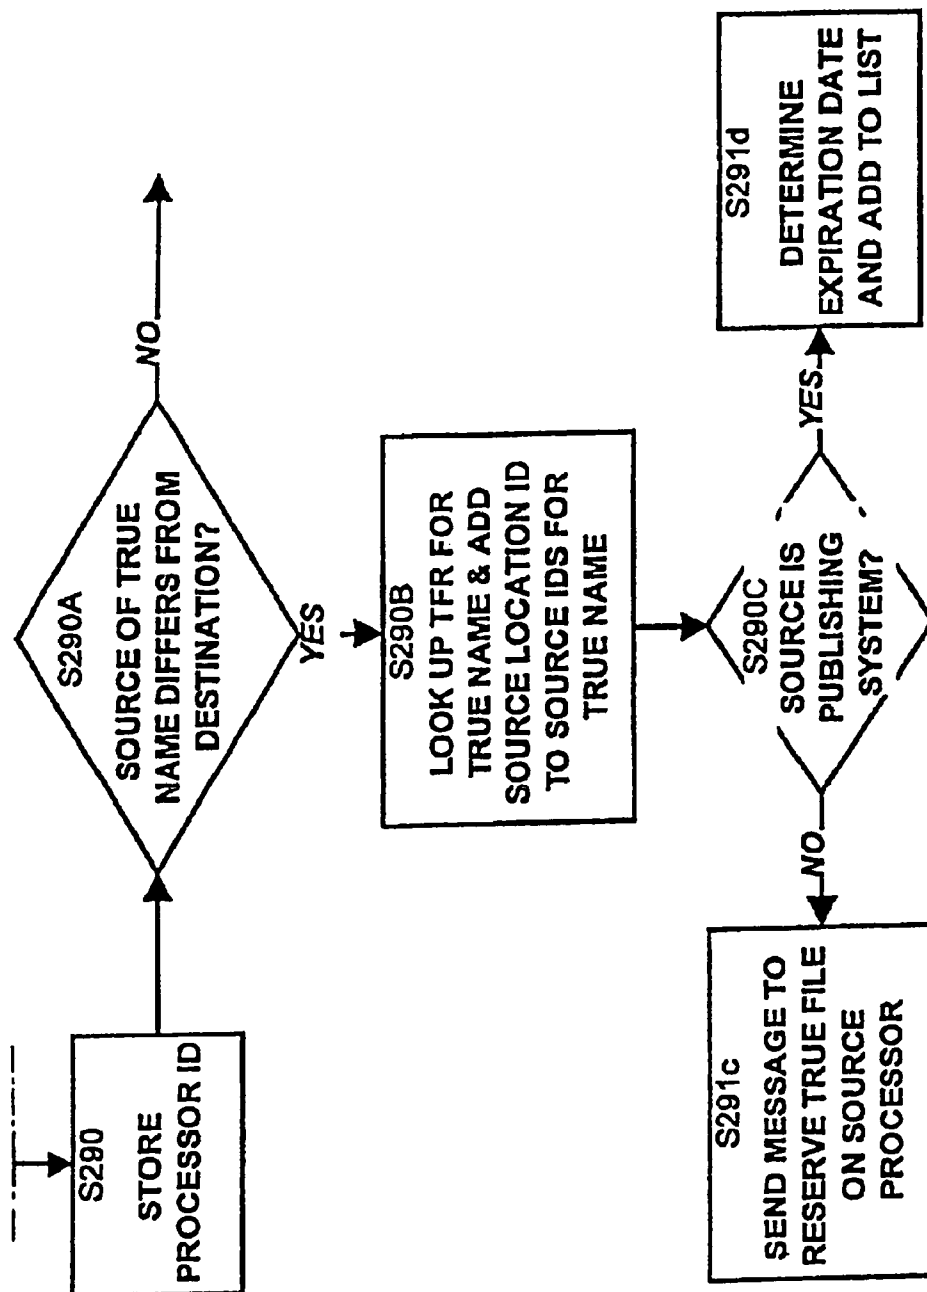 S290
STORE
PROCESSOR ID
S290A
SOURCE OF TRUE
NAME DIFFERS FROM
DESTINATION?
NO
YES
S290B
LOOK UP TFR FOR
TRUE NAME & ADD
SOURCE LOCATION ID
TO SOURCE IDS FOR
TRUE NAME
S290C
SOURCE IS
PUBLISHING
SYSTEM?
NO
YES
S291c
SEND MESSAGE TO
RESERVE TRUE FILE
ON SOURCE
PROCESSOR
S291d
DETERMINE
EXPIRATION DATE
AND ADD TO LIST